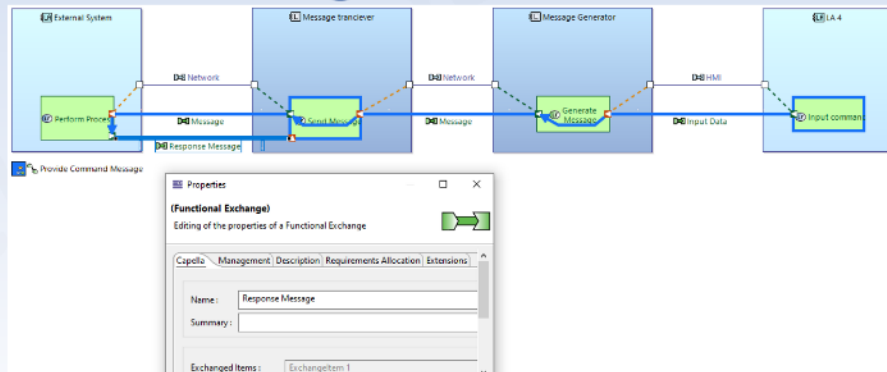 External System
Message tranciever
Message Generator
LA 4
Network
Network
HMI
Perform Proces
Message
Send Message
Message
Generate
Message
Input Data
Input comman
Response Message
Provide Command Message
Properties
(Functional Exchange)
Editing of the properties of a Functional Exchange
Capella Management Description Requirements Allocation Extensions
Name : Response Message
Summary :
Exchanged Items : ExchangeItem 1